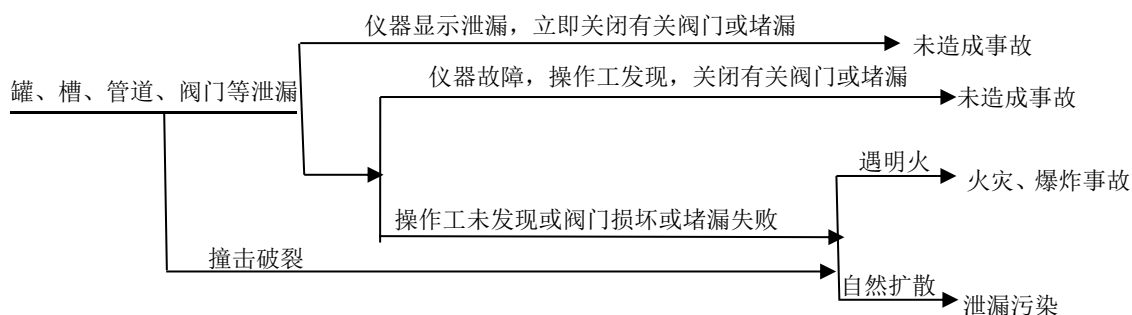 仪器显示泄漏，立即关闭有关阀门或堵漏
未造成事故
仪器故障，操作工发现，关闭有关阀门或堵漏
未造成事故
罐、槽、管道、阀门等泄漏
遇明火
火灾、爆炸事故
操作工未发现或阀门损坏或堵漏失败
撞击破裂
自然扩散
泄漏污染